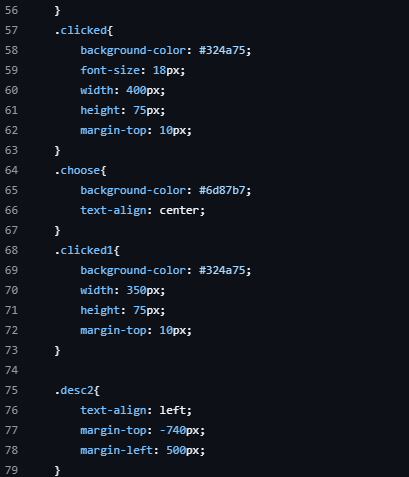 56 }
57 .clicked{
58 background-color: #324a75;
59 font-size: 18px;
60 width: 400px;
61 height: 75px;
62 margin-top: 10px;
63 }
64 .choose{
65 background-color: #6d87b7;
66 text-align: center;
67 }
68 .clicked1{
69 background-color: #324a75;
70 width: 350px;
71 height: 75px;
72 margin-top: 10px;
73 }
74
75 .desc2{
76 text-align: left;
77 margin-top: -740px;
78 margin-left: 500px;
79 }